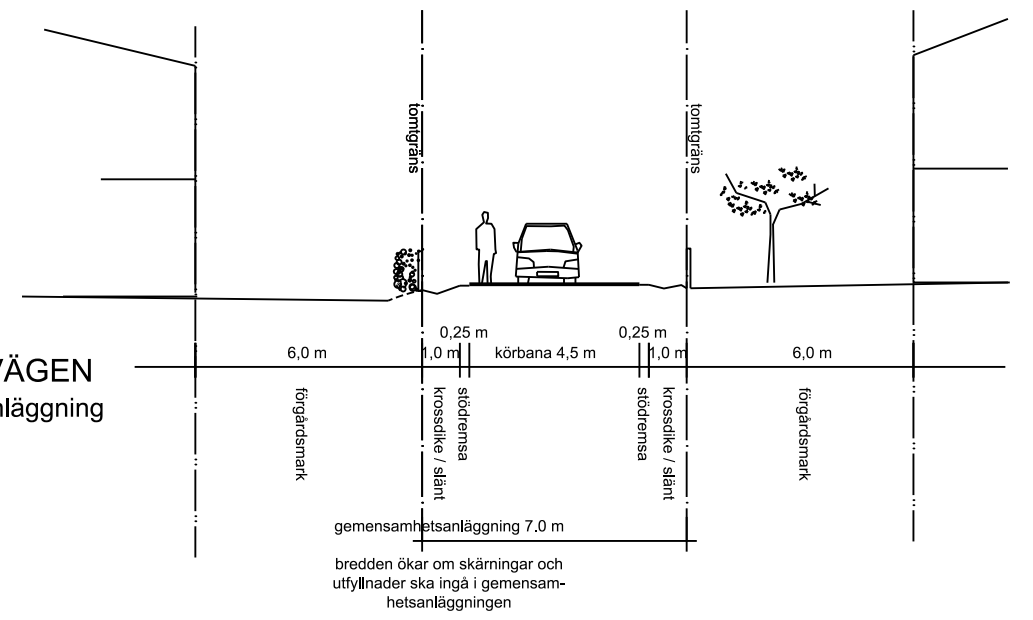 tomtgräns
tomtgräns
0,25 m
0,25 m
6,0 m
1,0 m
körbana 4,5 m
1,0 m
6,0 m
VÄGEN
förgårdsmark
krossdike / slänt
stödremsa
stödremsa
krossdike / slänt
förgårdsmark
gemensamhetsanläggning 7.0 m
bredden ökar om skärningar och
utfyllnader ska ingå i gemensam-
hetsanläggningen